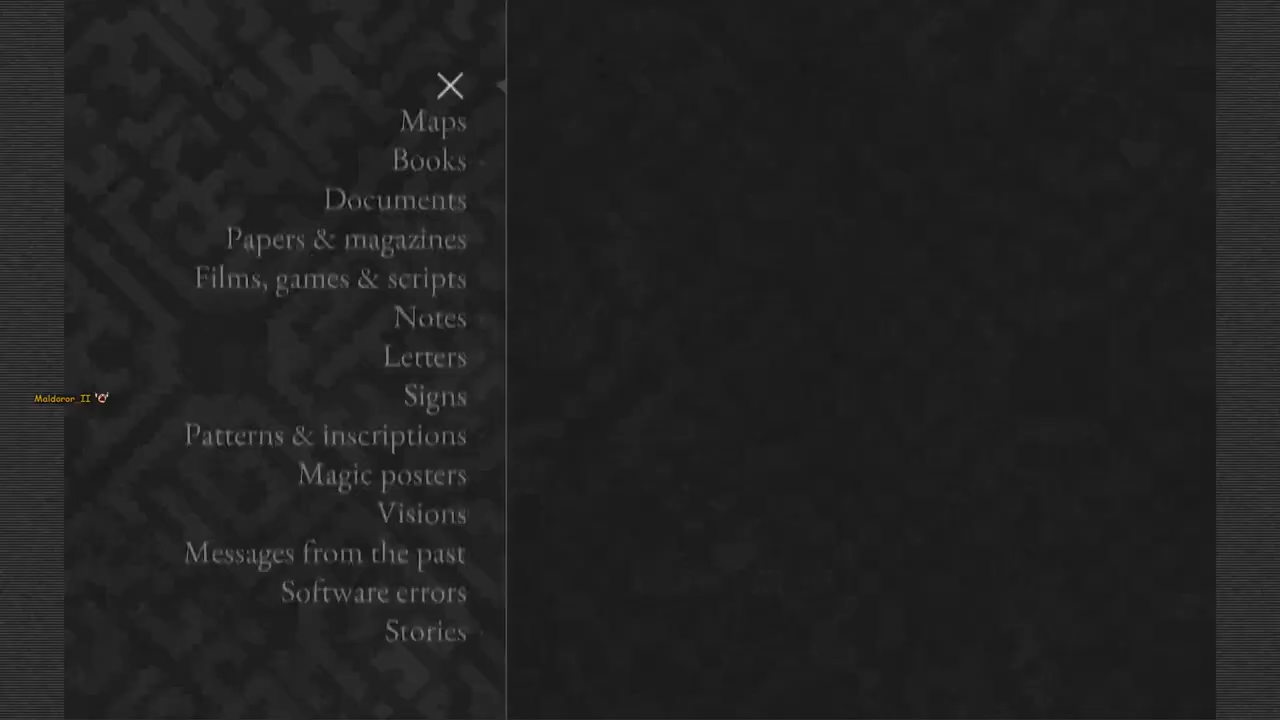 Maps
Books
Documents
Papers & magazines
Films, games & scripts
Notes
Letters
Signs
Maldoror_II
Patterns & inscriptions
Magic posters
Visions
Messages from the past
Software errors
Stories